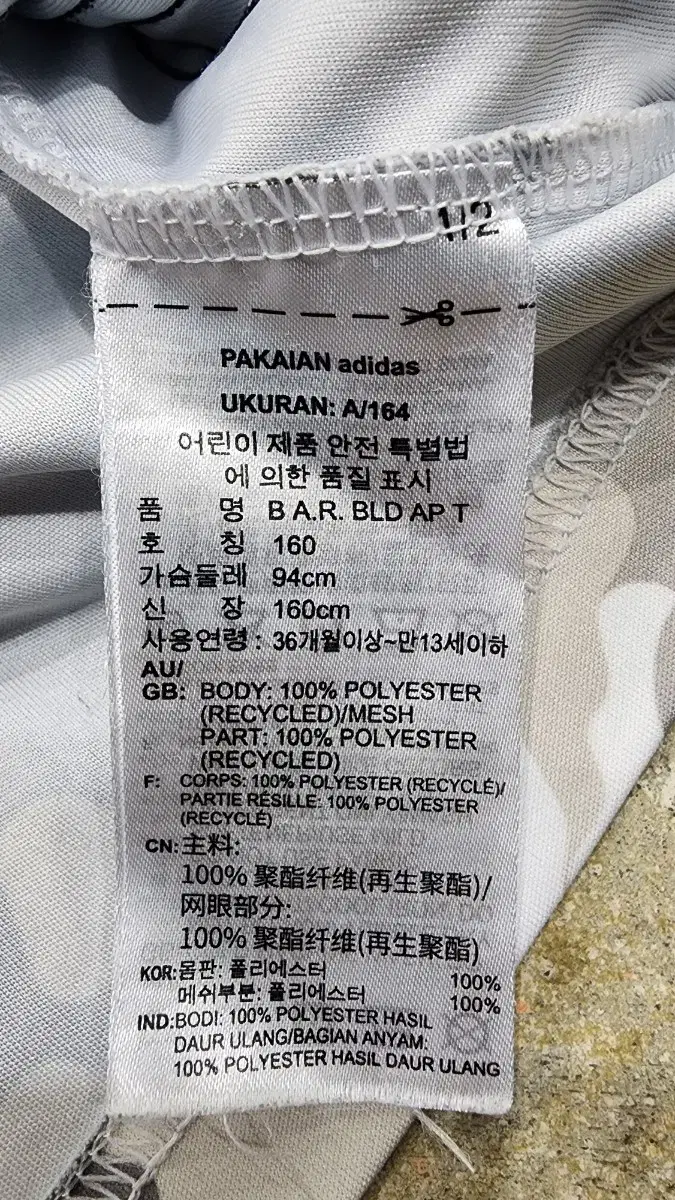 1/2
PAKAIAN adidas
UKURAN: A/164
어린이 제품 안전 특별법
에 의한 품질 표시
품 명 B A.R. BLD AP T
호 칭 160
가슴둘레 94cm
신 장 160cm
사용연령 : 36개월이상~만13세이하
AU/
GB: BODY: 100% POLYESTER
(RECYCLED)/MESH
PART: 100% POLYESTER
(RECYCLED)
F: CORPS: 100% POLYESTER (RECYCLÉ)/
PARTIE RÉSILLE: 100% POLYESTER
(RECYCLÉ)
CN: 主料:
100% 聚酯纤维(再生聚酯)/
网眼部分:
100% 聚酯纤维(再生聚酯)
KOR: 몸판: 폴리에스터 100%
메쉬부분: 폴리에스터 100%
IND: BODI: 100% POLYESTER HASIL
DAUR ULANG/BAGIAN ANYAM:
100% POLYESTER HASIL DAUR ULANG